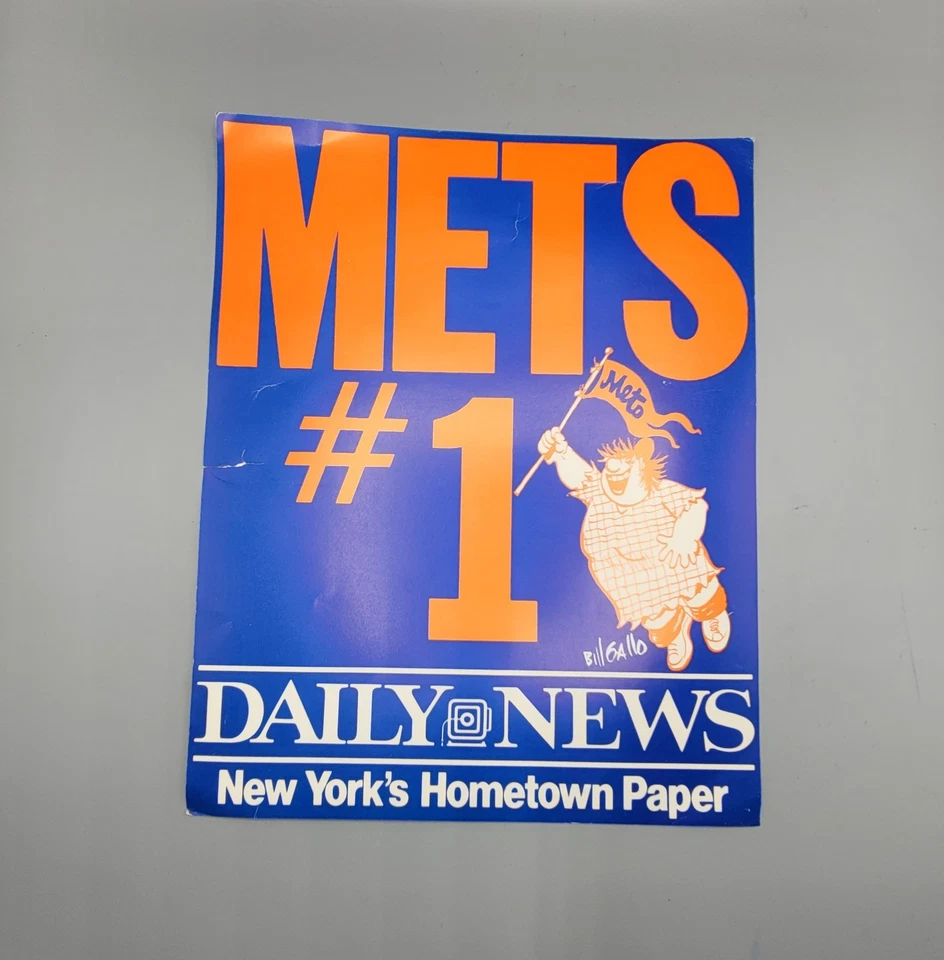 METS
#1
Mets
Bill Gallo
DAILY NEWS
New York's Hometown Paper